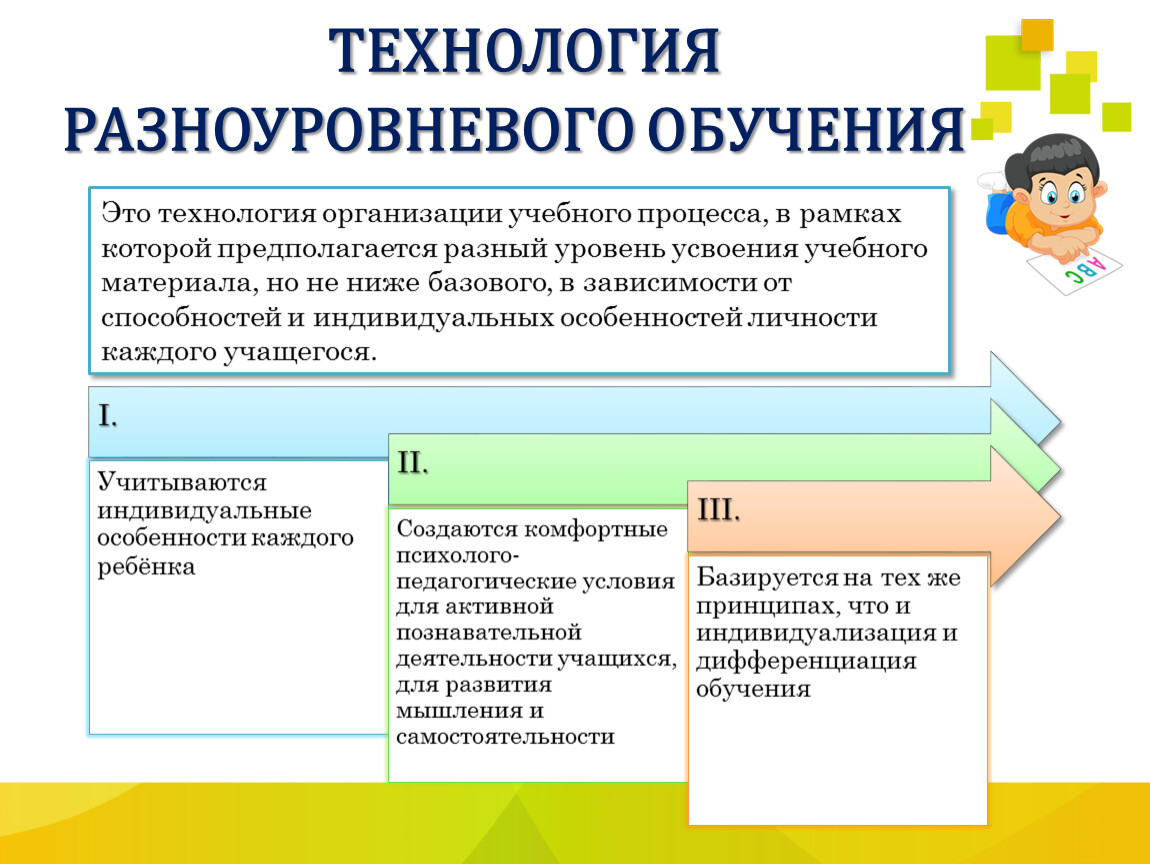 ТЕХНОЛОГИЯ
РАЗНОУРОВНЕВОГО ОБУЧЕНИЯ
Это технология организации учебного процесса, в рамках
которой предполагается разный уровень усвоения учебного
материала, но не ниже базового, в зависимости от
способностей и индивидуальных особенностей личности
каждого учащегося.
I.
Учитываются
индивидуальные
особенности каждого
ребёнка
II.
Создаются комфортные
психолого-
педагогические условия
для активной
познавательной
деятельности учащихся,
для развития
мышления и
самостоятельности
III.
Базируется на тех же
принципах, что и
индивидуализация и
дифференциация
обучения
ABC